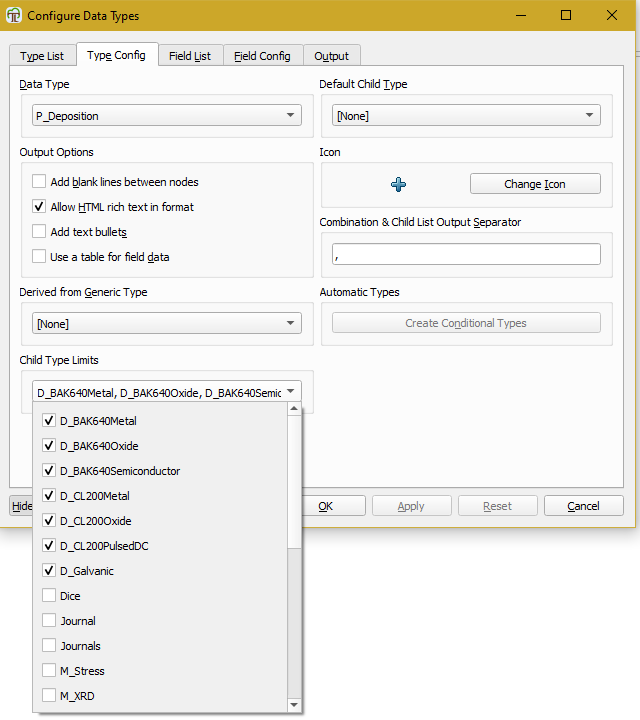 Configure Data Types
Type List
Type Config
Field List
Field Config
Output
Data Type
Default Child Type
P_Deposition
[None]
Output Options
Icon
Add blank lines between nodes
Change Icon
Allow HTML rich text in format
Combination & Child List Output Separator
Add text bullets
,
Use a table for field data
Derived from Generic Type
Automatic Types
[None]
Create Conditional Types
Child Type Limits
D_BAK640Metal, D_BAK640Oxide, D_BAK640Semic
D_BAK640Metal
D_BAK640Oxide
D_BAK640Semiconductor
D_CL200Metal
Hide
OK
Apply
Reset
Cancel
D_CL200Oxide
D_CL200PulsedDC
D_Galvanic
Dice
Journal
Journals
M_Stress
M_XRD